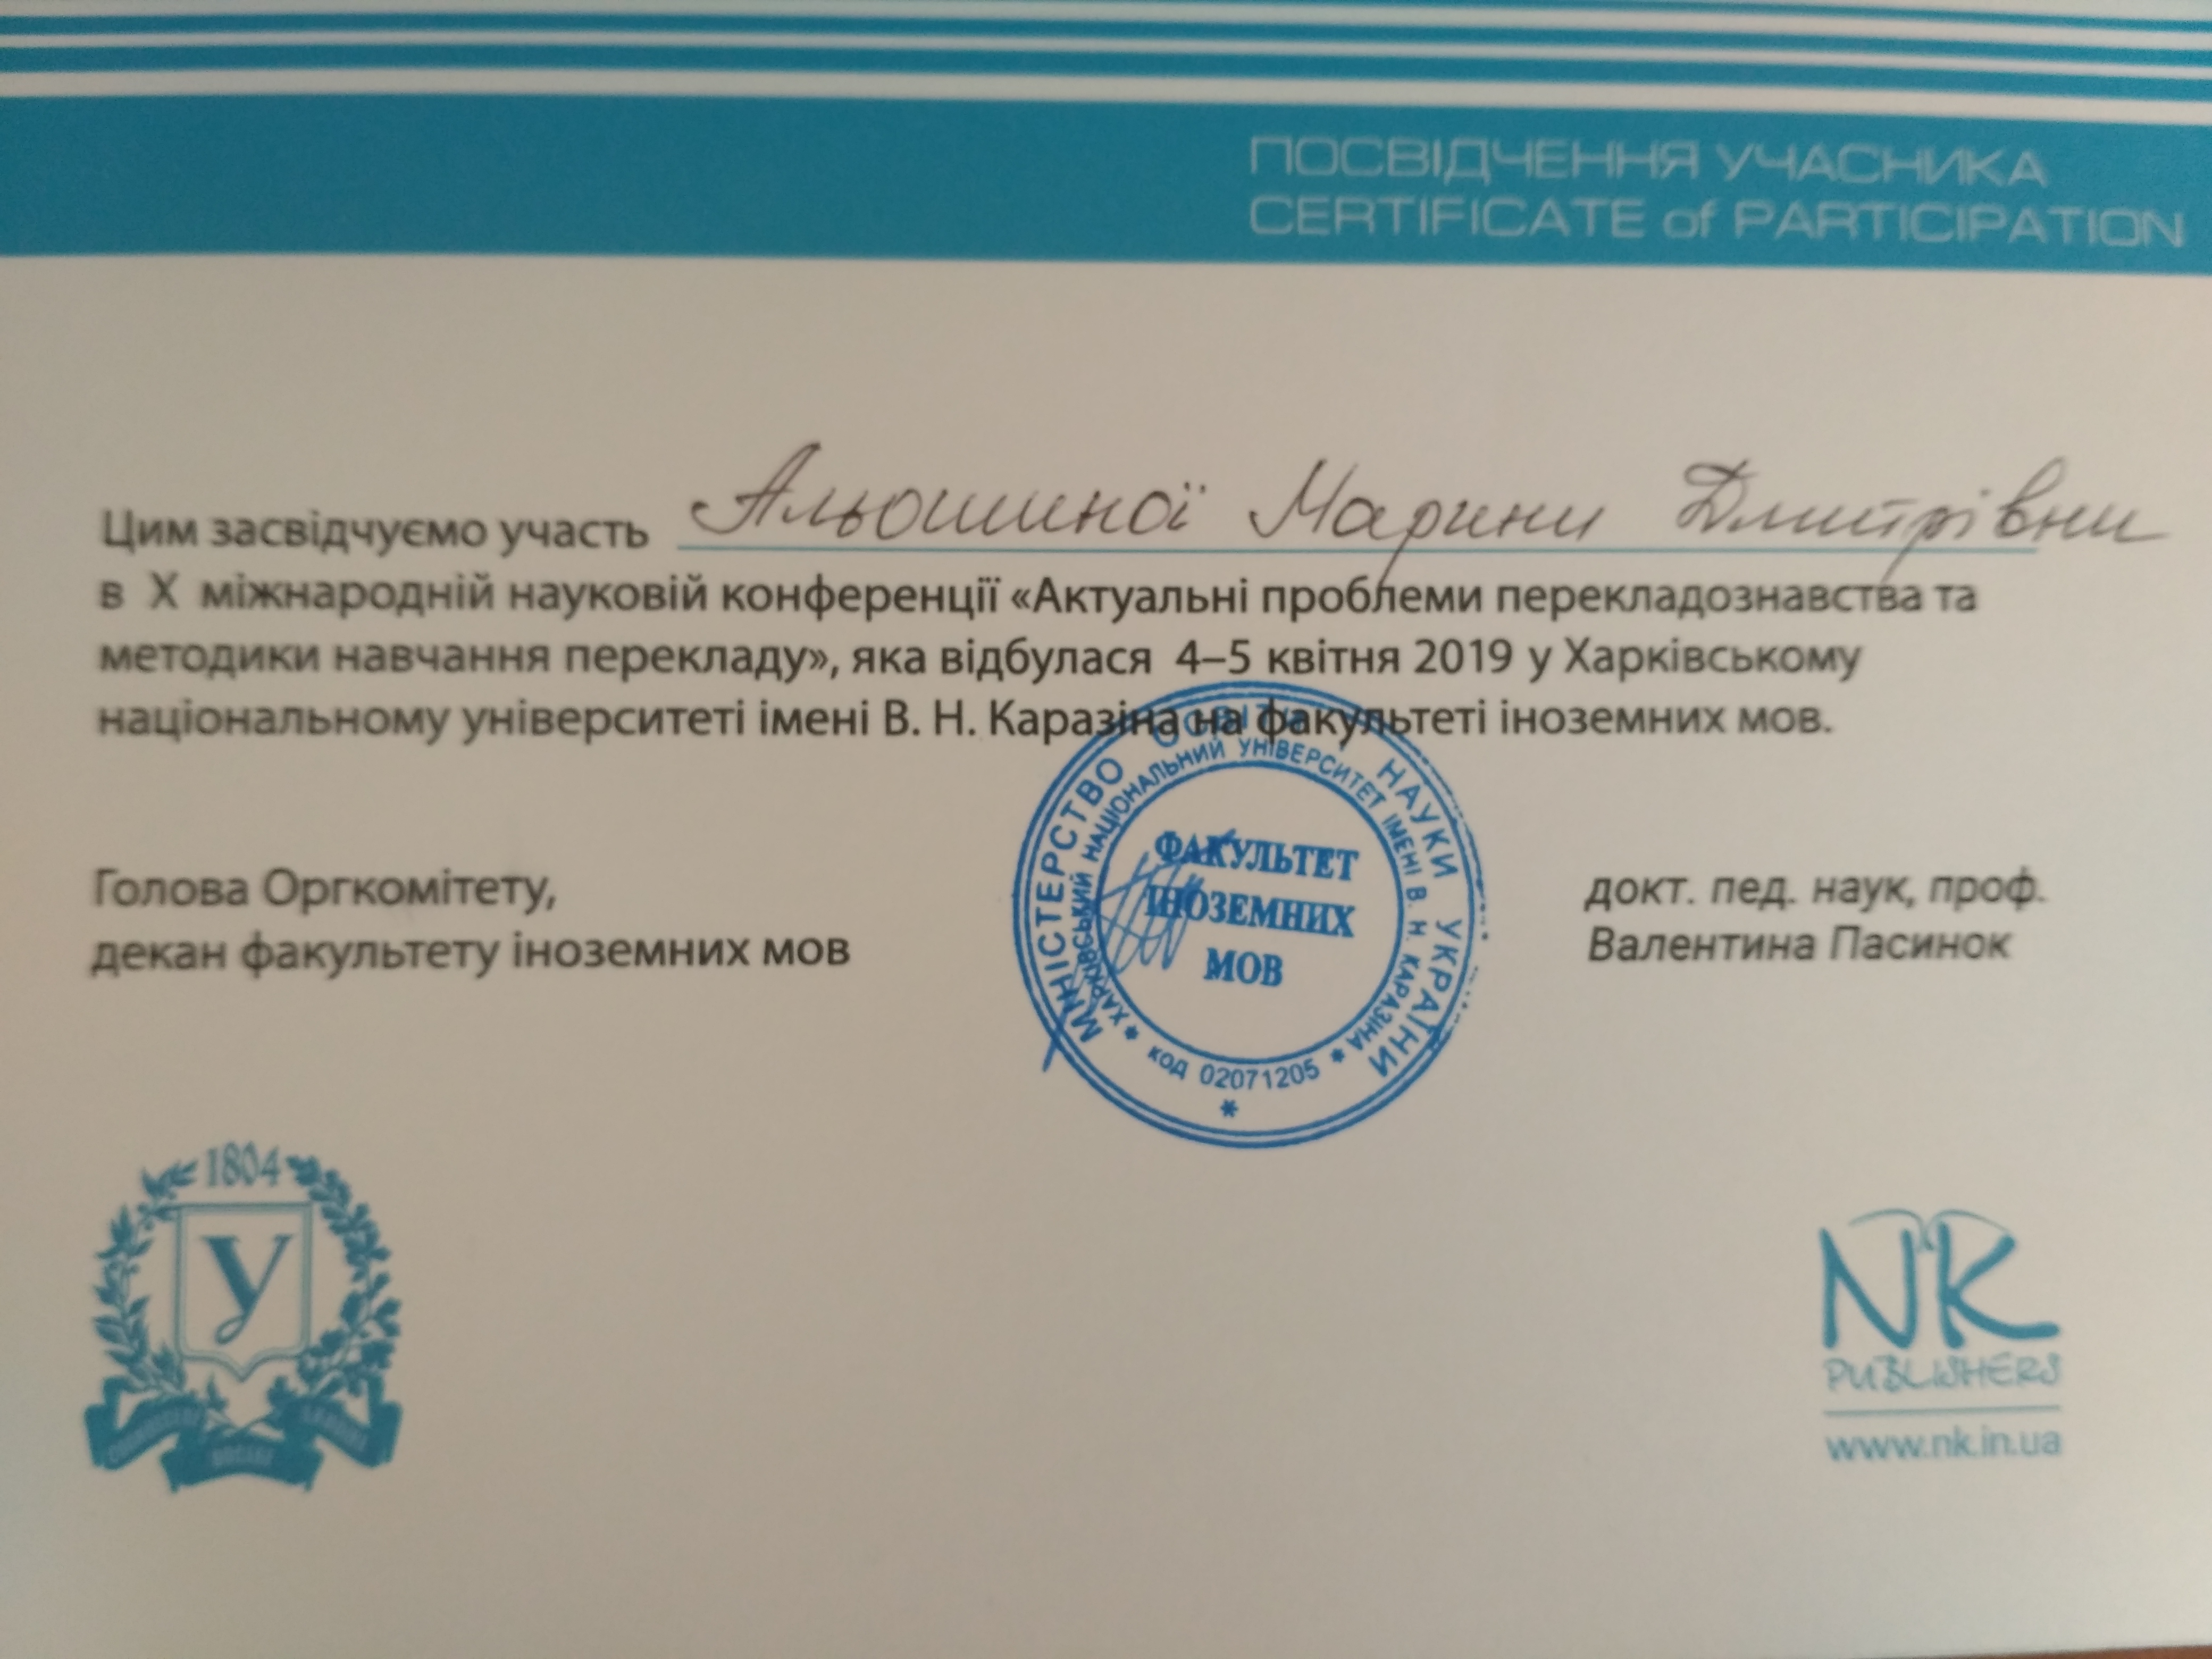 ПОСВІДЧЕННЯ УЧАСНИКА
CERTIFICATE of PARTICIPATION
Цим засвідчуємо участь Альошиної Марини Дмитрівни
в X міжнародній науковій конференції «Актуальні проблеми перекладознавства та
методики навчання перекладу», яка відбулася 4–5 квітня 2019 у Харківському
національному університеті імені В. Н. Каразіна на факультеті іноземних мов.
Голова Оргкомітету,
декан факультету іноземних мов
МІНІСТЕРСТВО ОСВІТИ І НАУКИ УКРАЇНИ
ХАРКІВСЬКИЙ НАЦІОНАЛЬНИЙ УНІВЕРСИТЕТ ІМЕНІ В. Н. КАРАЗІНА
* код 02071205 *
*
ФАКУЛЬТЕТ
ІНОЗЕМНИХ
МОВ
докт. пед. наук, проф.
Валентина Пасинок
1804
У
NK
PUBLISHERS
www.nk.in.ua